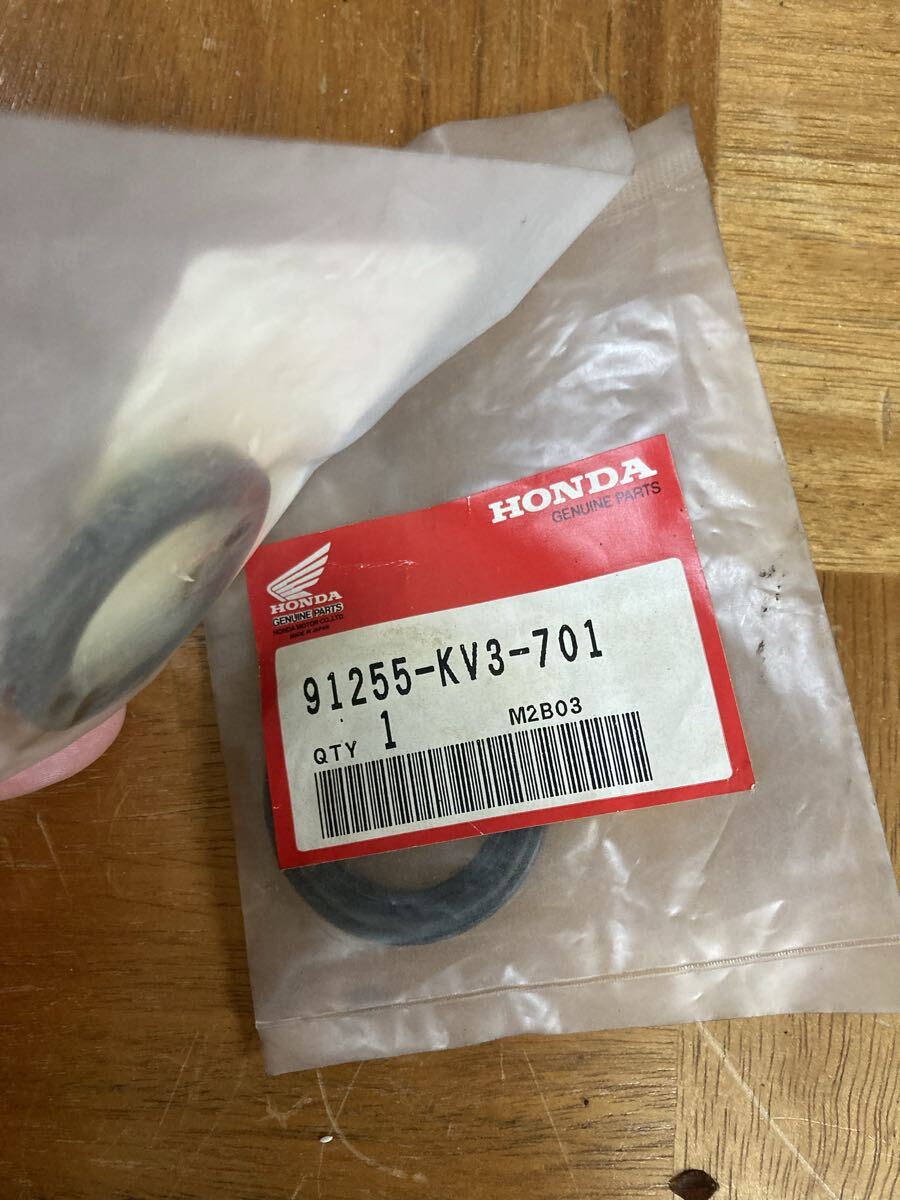 HONDA
GENUINE PARTS
HONDA
GENUINE PARTS
HONDA MOTOR CO.,LTD.
MADE IN JAPAN
91255-KV3-701
QTY 1 M2B03